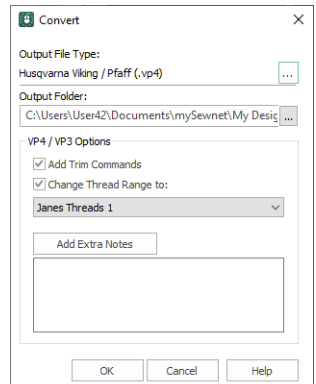 Convert
Output File Type:
Husqvarna Viking / Pfaff (.vp4)
...
Output Folder:
C:\Users\User42\Documents\mySewnet\My Desig
...
VP4 / VP3 Options
Add Trim Commands
Change Thread Range to:
Janes Threads 1
Add Extra Notes
OK Cancel Help